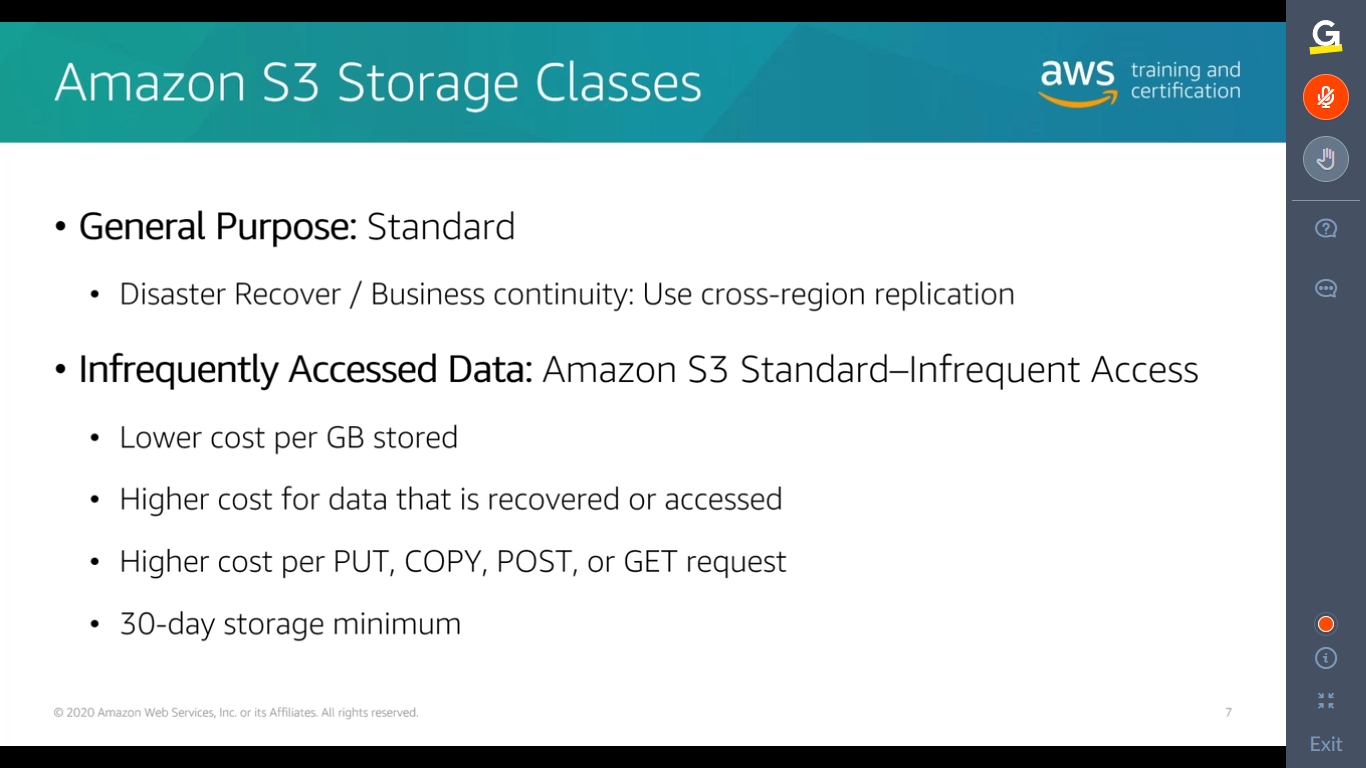 Amazon S3 Storage Classes
aws training and certification
• General Purpose: Standard
• Disaster Recover / Business continuity: Use cross-region replication
• Infrequently Accessed Data: Amazon S3 Standard–Infrequent Access
• Lower cost per GB stored
• Higher cost for data that is recovered or accessed
• Higher cost per PUT, COPY, POST, or GET request
• 30-day storage minimum
© 2020 Amazon Web Services, Inc. or its Affiliates. All rights reserved.
7
G
?
i
Exit